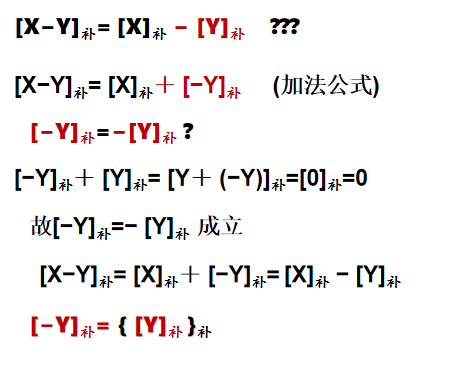 [X−Y]补= [X]补 − [Y]补 ???
[X−Y]补= [X]补＋ [−Y]补 (加法公式)
[−Y]补=−[Y]补 ?
[−Y]补＋ [Y]补= [Y＋ (−Y)]补=[0]补=0
故[−Y]补=− [Y]补 成立
[X−Y]补= [X]补＋ [−Y]补= [X]补 − [Y]补
[−Y]补= { [Y]补 }补